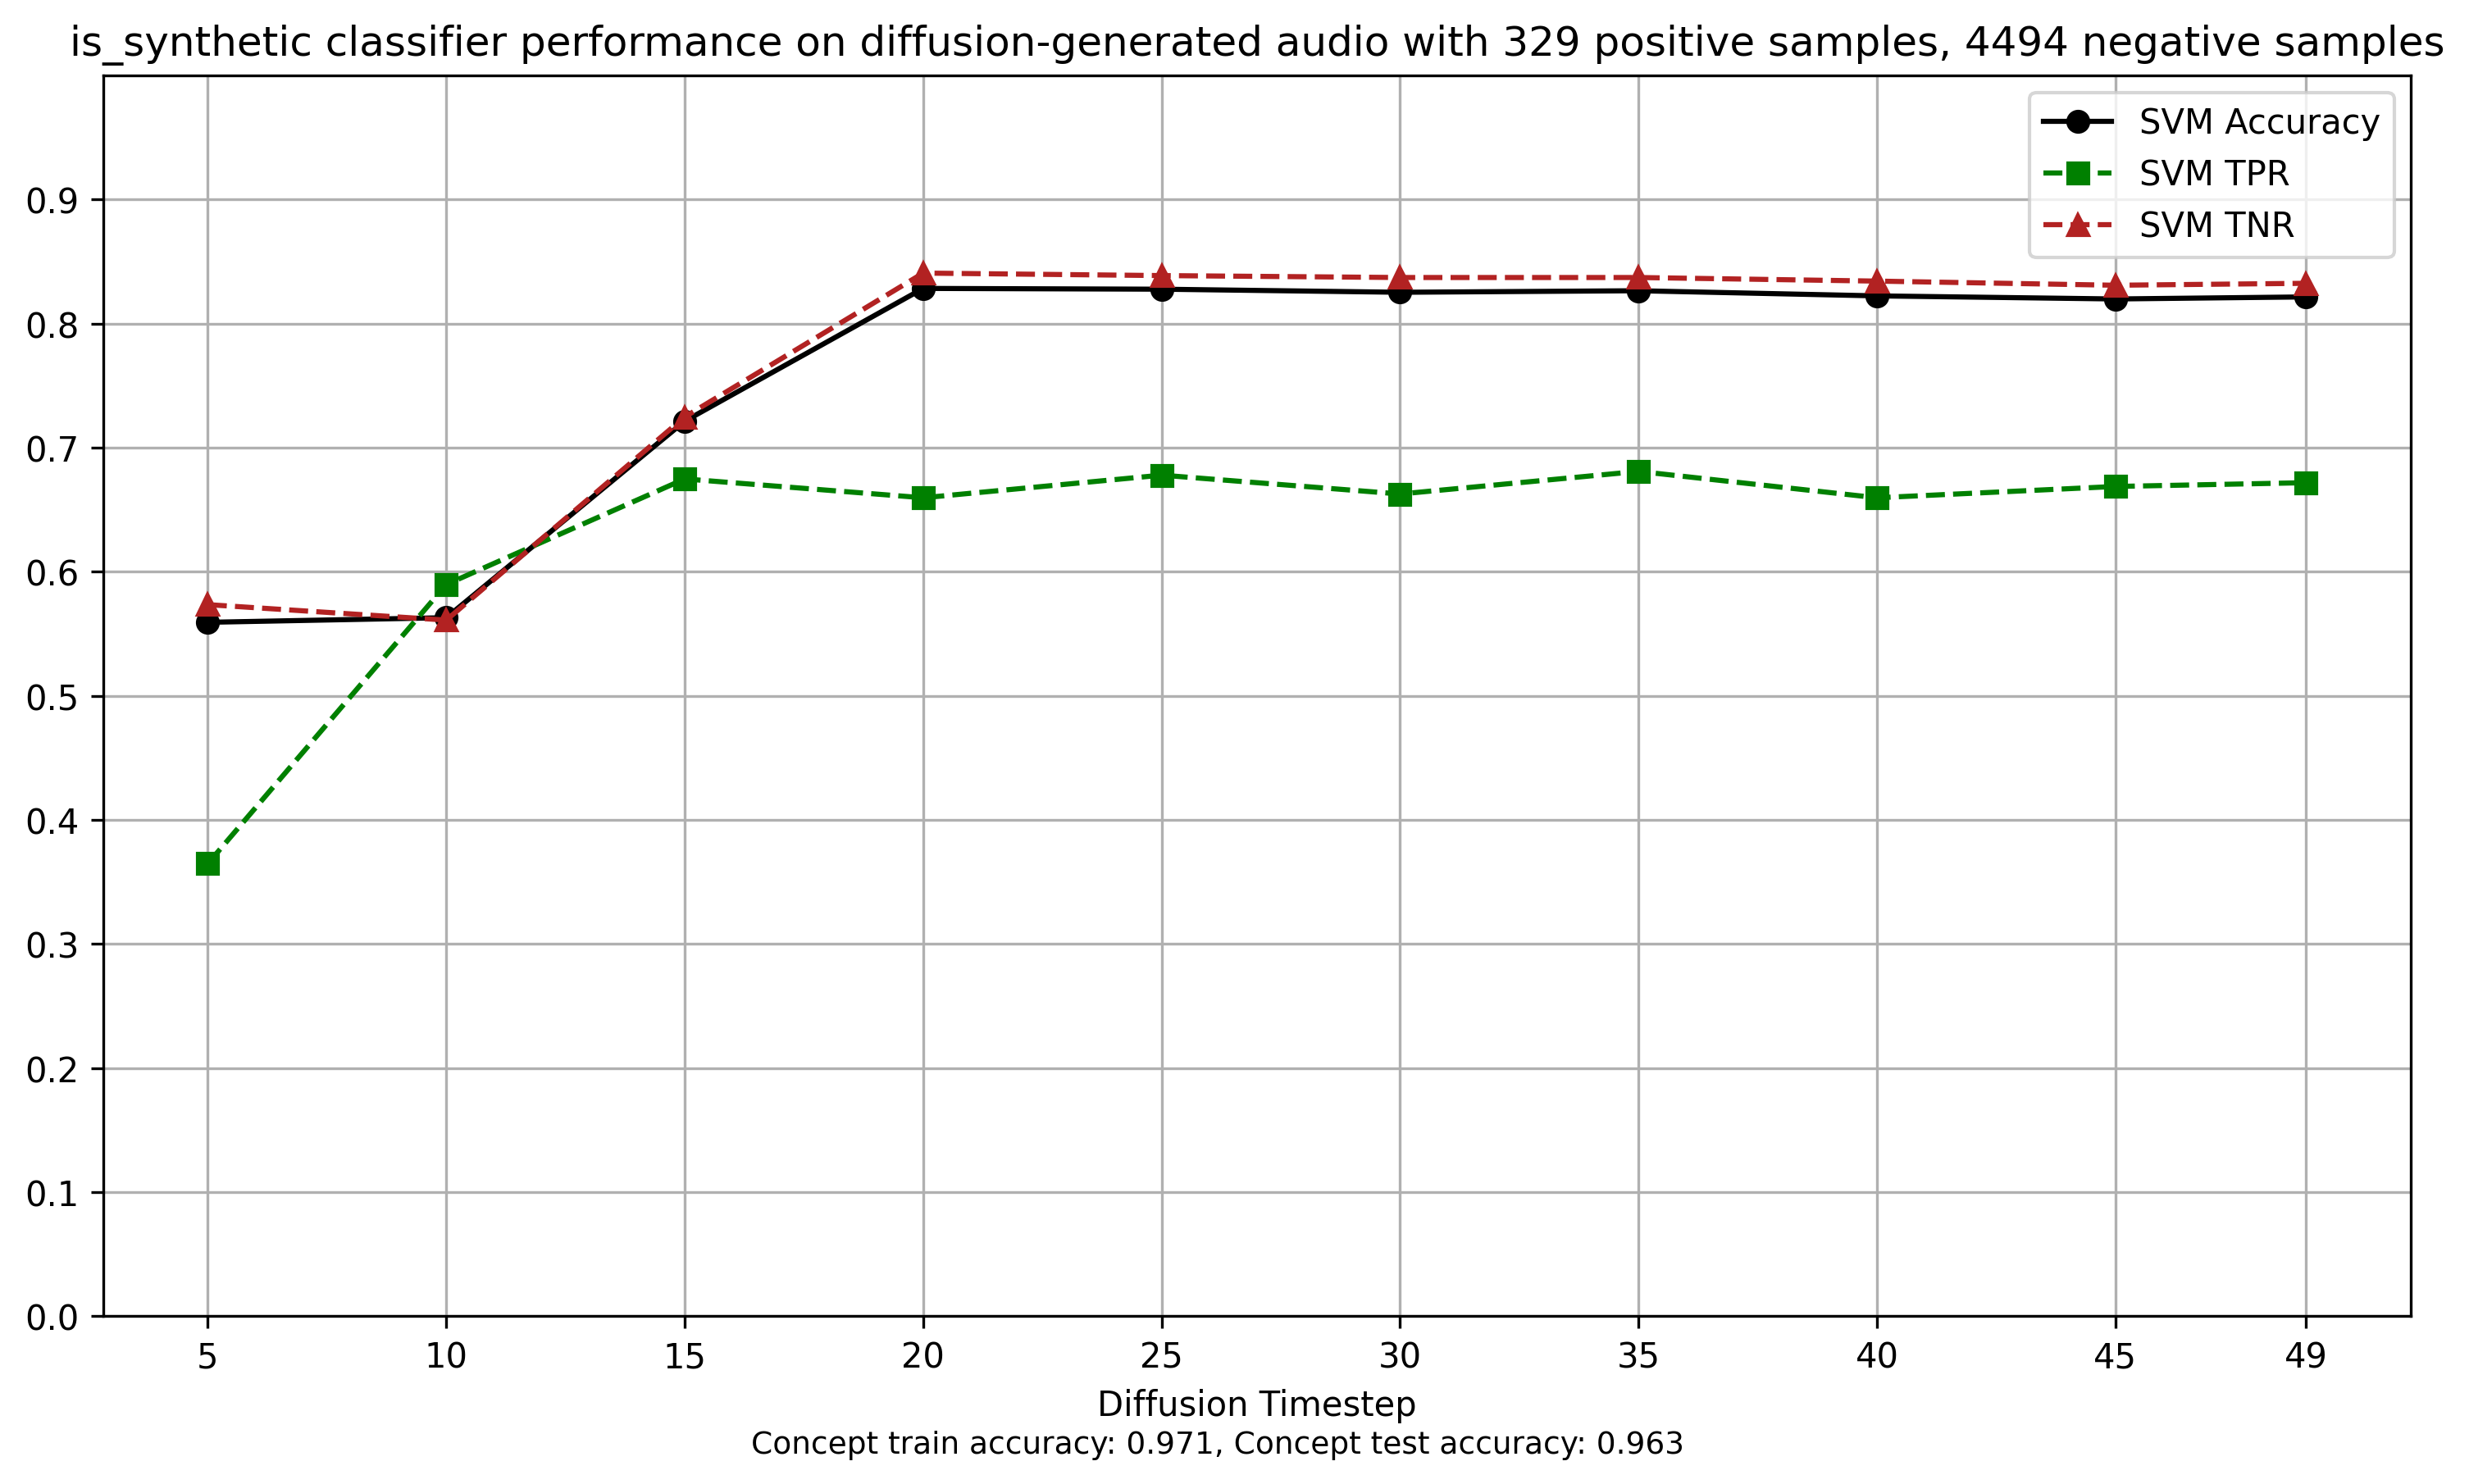 is_synthetic classifier performance on diffusion-generated audio with 329 positive samples, 4494 negative samples
SVM Accuracy
SVM TPR
SVM TNR
0.9
0.8
0.7
0.6
0.5
0.4
0.3
0.2
0.1
0.0
5 10 15 20 25 30 35 40 45 49
Diffusion Timestep
Concept train accuracy: 0.971, Concept test accuracy: 0.963